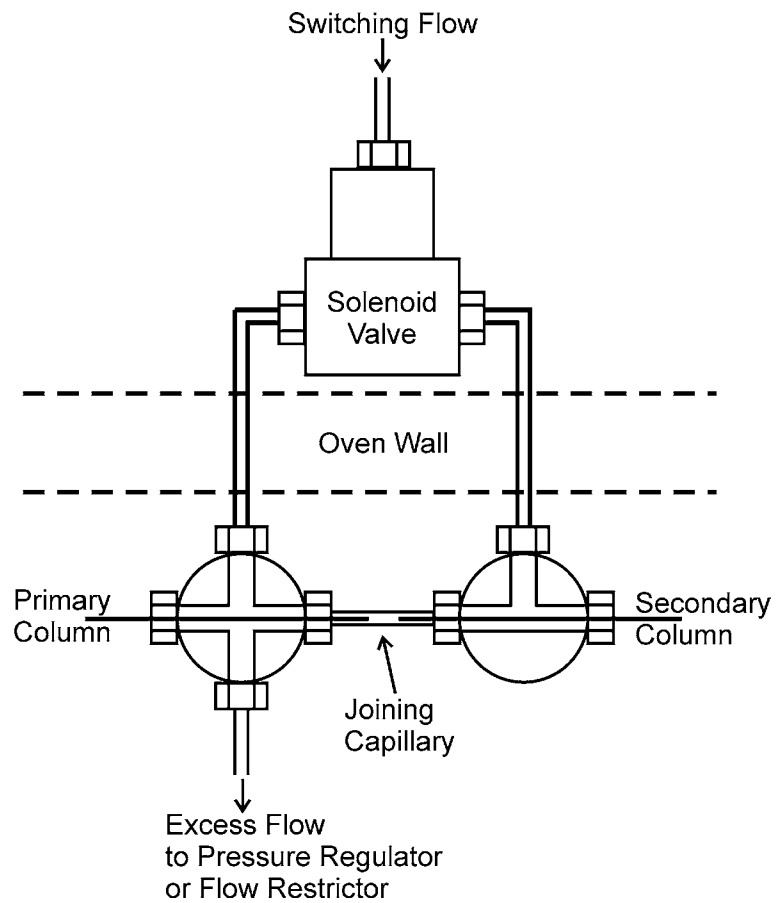 Switching Flow
Solenoid
Valve
Oven Wall
Primary
Column
Secondary
Column
Joining
Capillary
Excess Flow
to Pressure Regulator
or Flow Restrictor